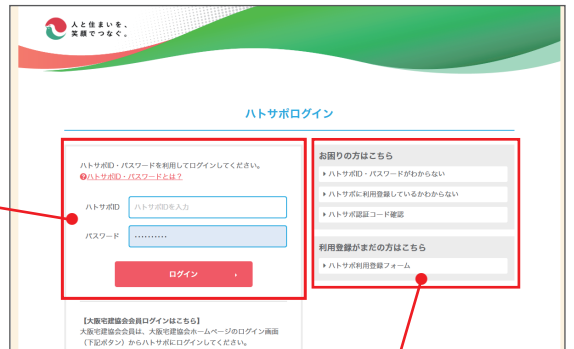 人と住まいを、
笑顔でつなぐ。
ハトサポログイン
ハトサポID・パスワードを利用してログインしてください。
?ハトサポID・パスワードとは?
ハトサポID
ハトサポIDを入力
パスワード
••••••••••
ログイン
【大阪宅建協会会員ログインはこちら】
大阪宅建協会会員は、大阪宅建協会ホームページのログイン画面
(下記ボタン)からハトサポにログインしてください。
お困りの方はこちら
ハトサポID・パスワードがわからない
ハトサポに利用登録しているかわからない
ハトサポ認証コード確認
利用登録がまだの方はこちら
ハトサポ利用登録フォーム